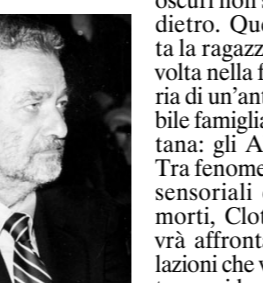 oscuri non s
dietro. Que
ta la ragazz
volta nella f
ria di un'ant
bile famiglia
tana: gli A
Tra fenome
sensoriali
morti, Clot
vrà affronta
lazioni che v